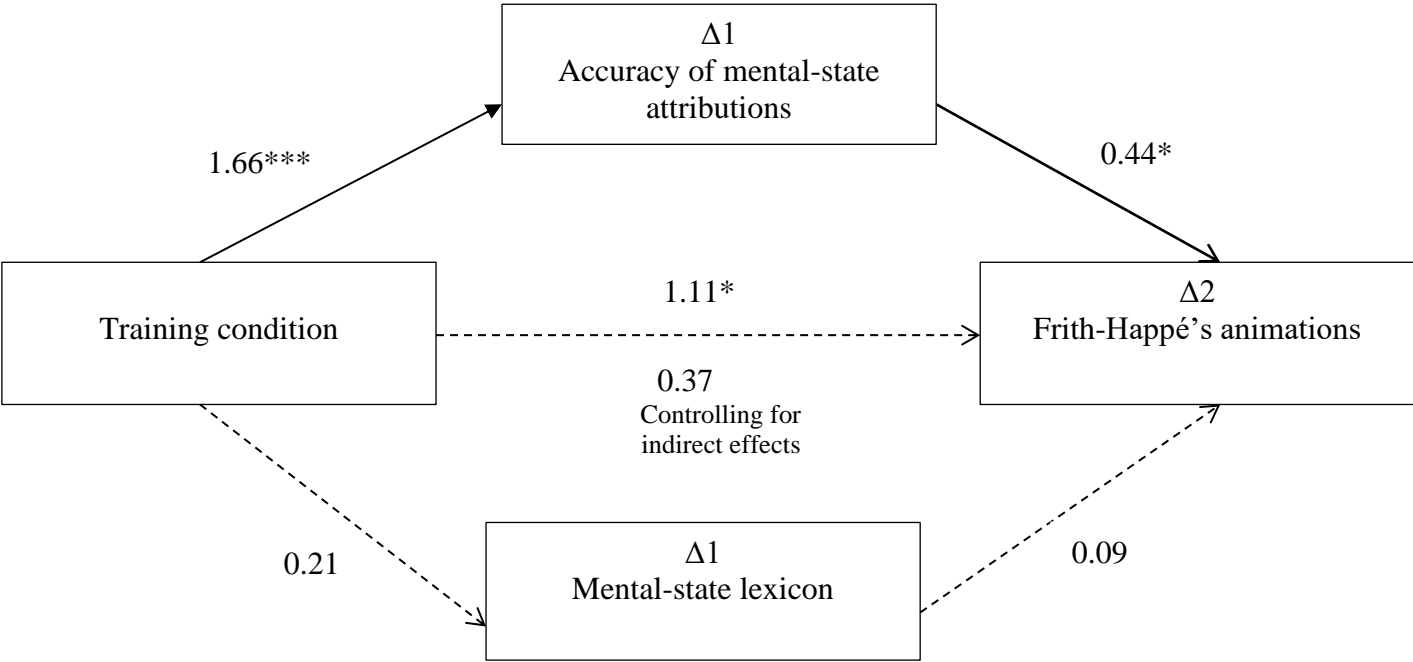 Δ1
Accuracy of mental-state
attributions
1.66***
0.44*
Training condition
1.11*
0.37
Controlling for
indirect effects
Δ2
Frith-Happé’s animations
0.21
Δ1
Mental-state lexicon
0.09